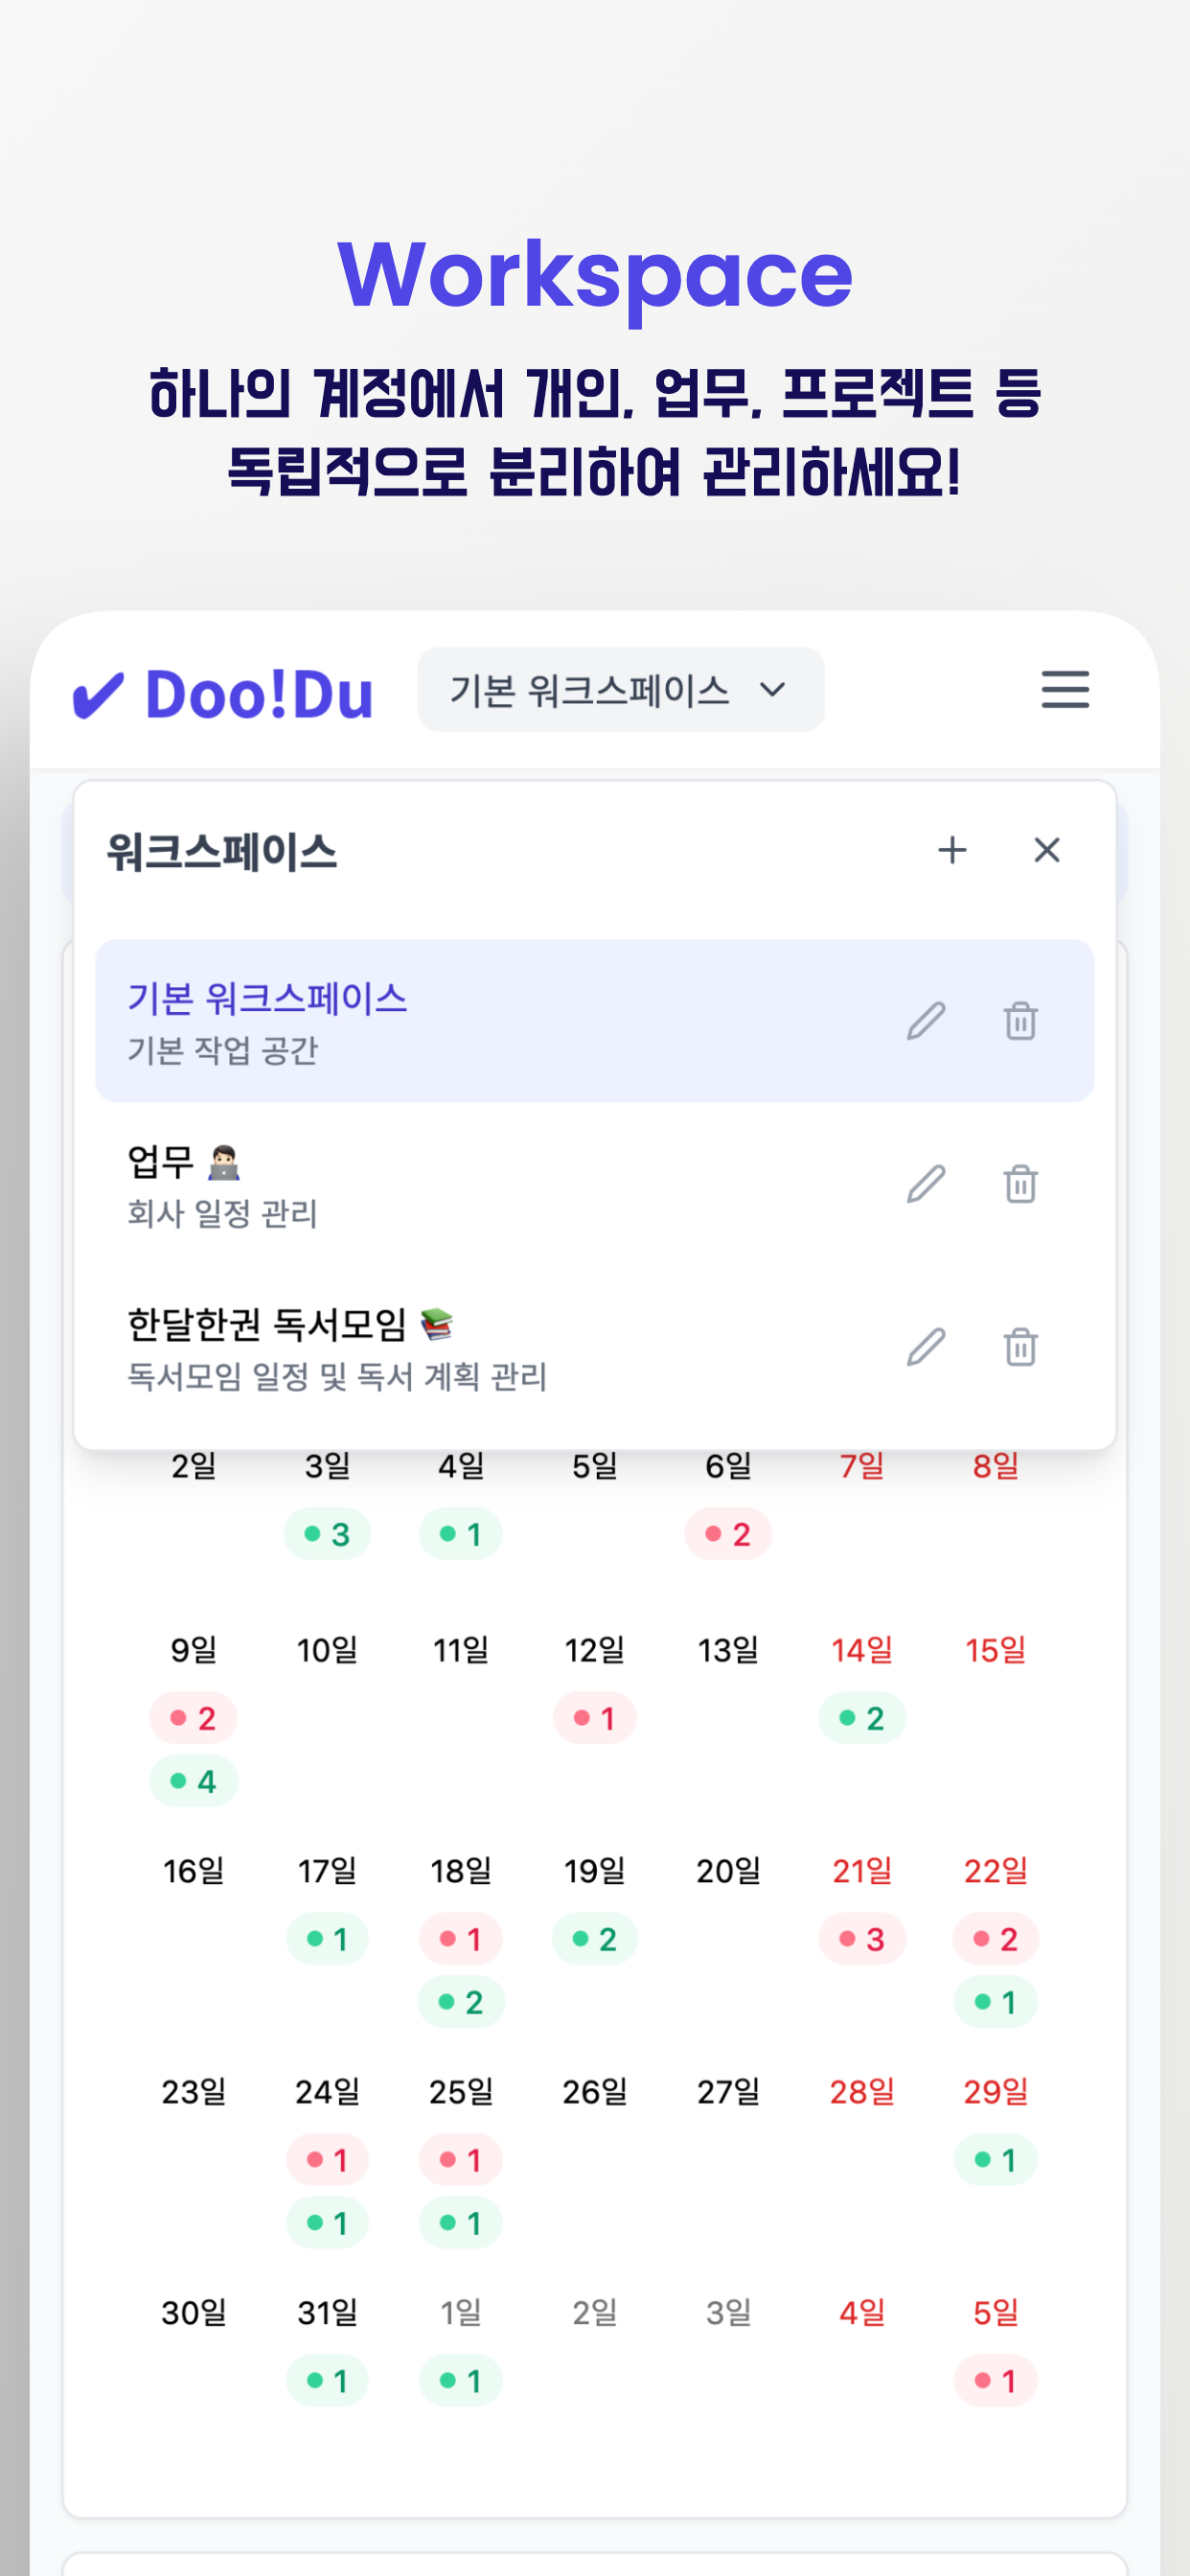 Workspace
하나의 계정에서 개인, 업무, 프로젝트 등
독립적으로 분리하여 관리하세요!
✔ Doo!Du 기본 워크스페이스
워크스페이스
기본 워크스페이스
기본 작업 공간
업무 👨🏻‍💻
회사 일정 관리
한달한권 독서모임 📚
독서모임 일정 및 독서 계획 관리
2일 3일 4일 5일 6일 7일 8일
3 1 2
9일 10일 11일 12일 13일 14일 15일
2 1 2
4
16일 17일 18일 19일 20일 21일 22일
1 1 2 3 2
2 1
23일 24일 25일 26일 27일 28일 29일
1 1 1
1 1
30일 31일 1일 2일 3일 4일 5일
1 1 1